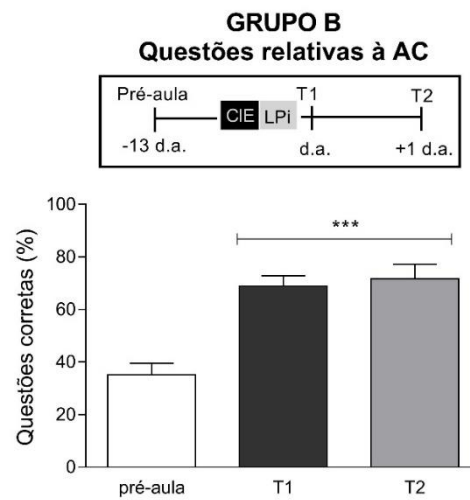 GRUPO B
Questões relativas à AC
Pré-aula
T1
T2
CIE
LPi
-13 d.a.
d.a.
+1 d.a.
***
Questões corretas (%)
100
80
60
40
20
0
pré-aula
T1
T2